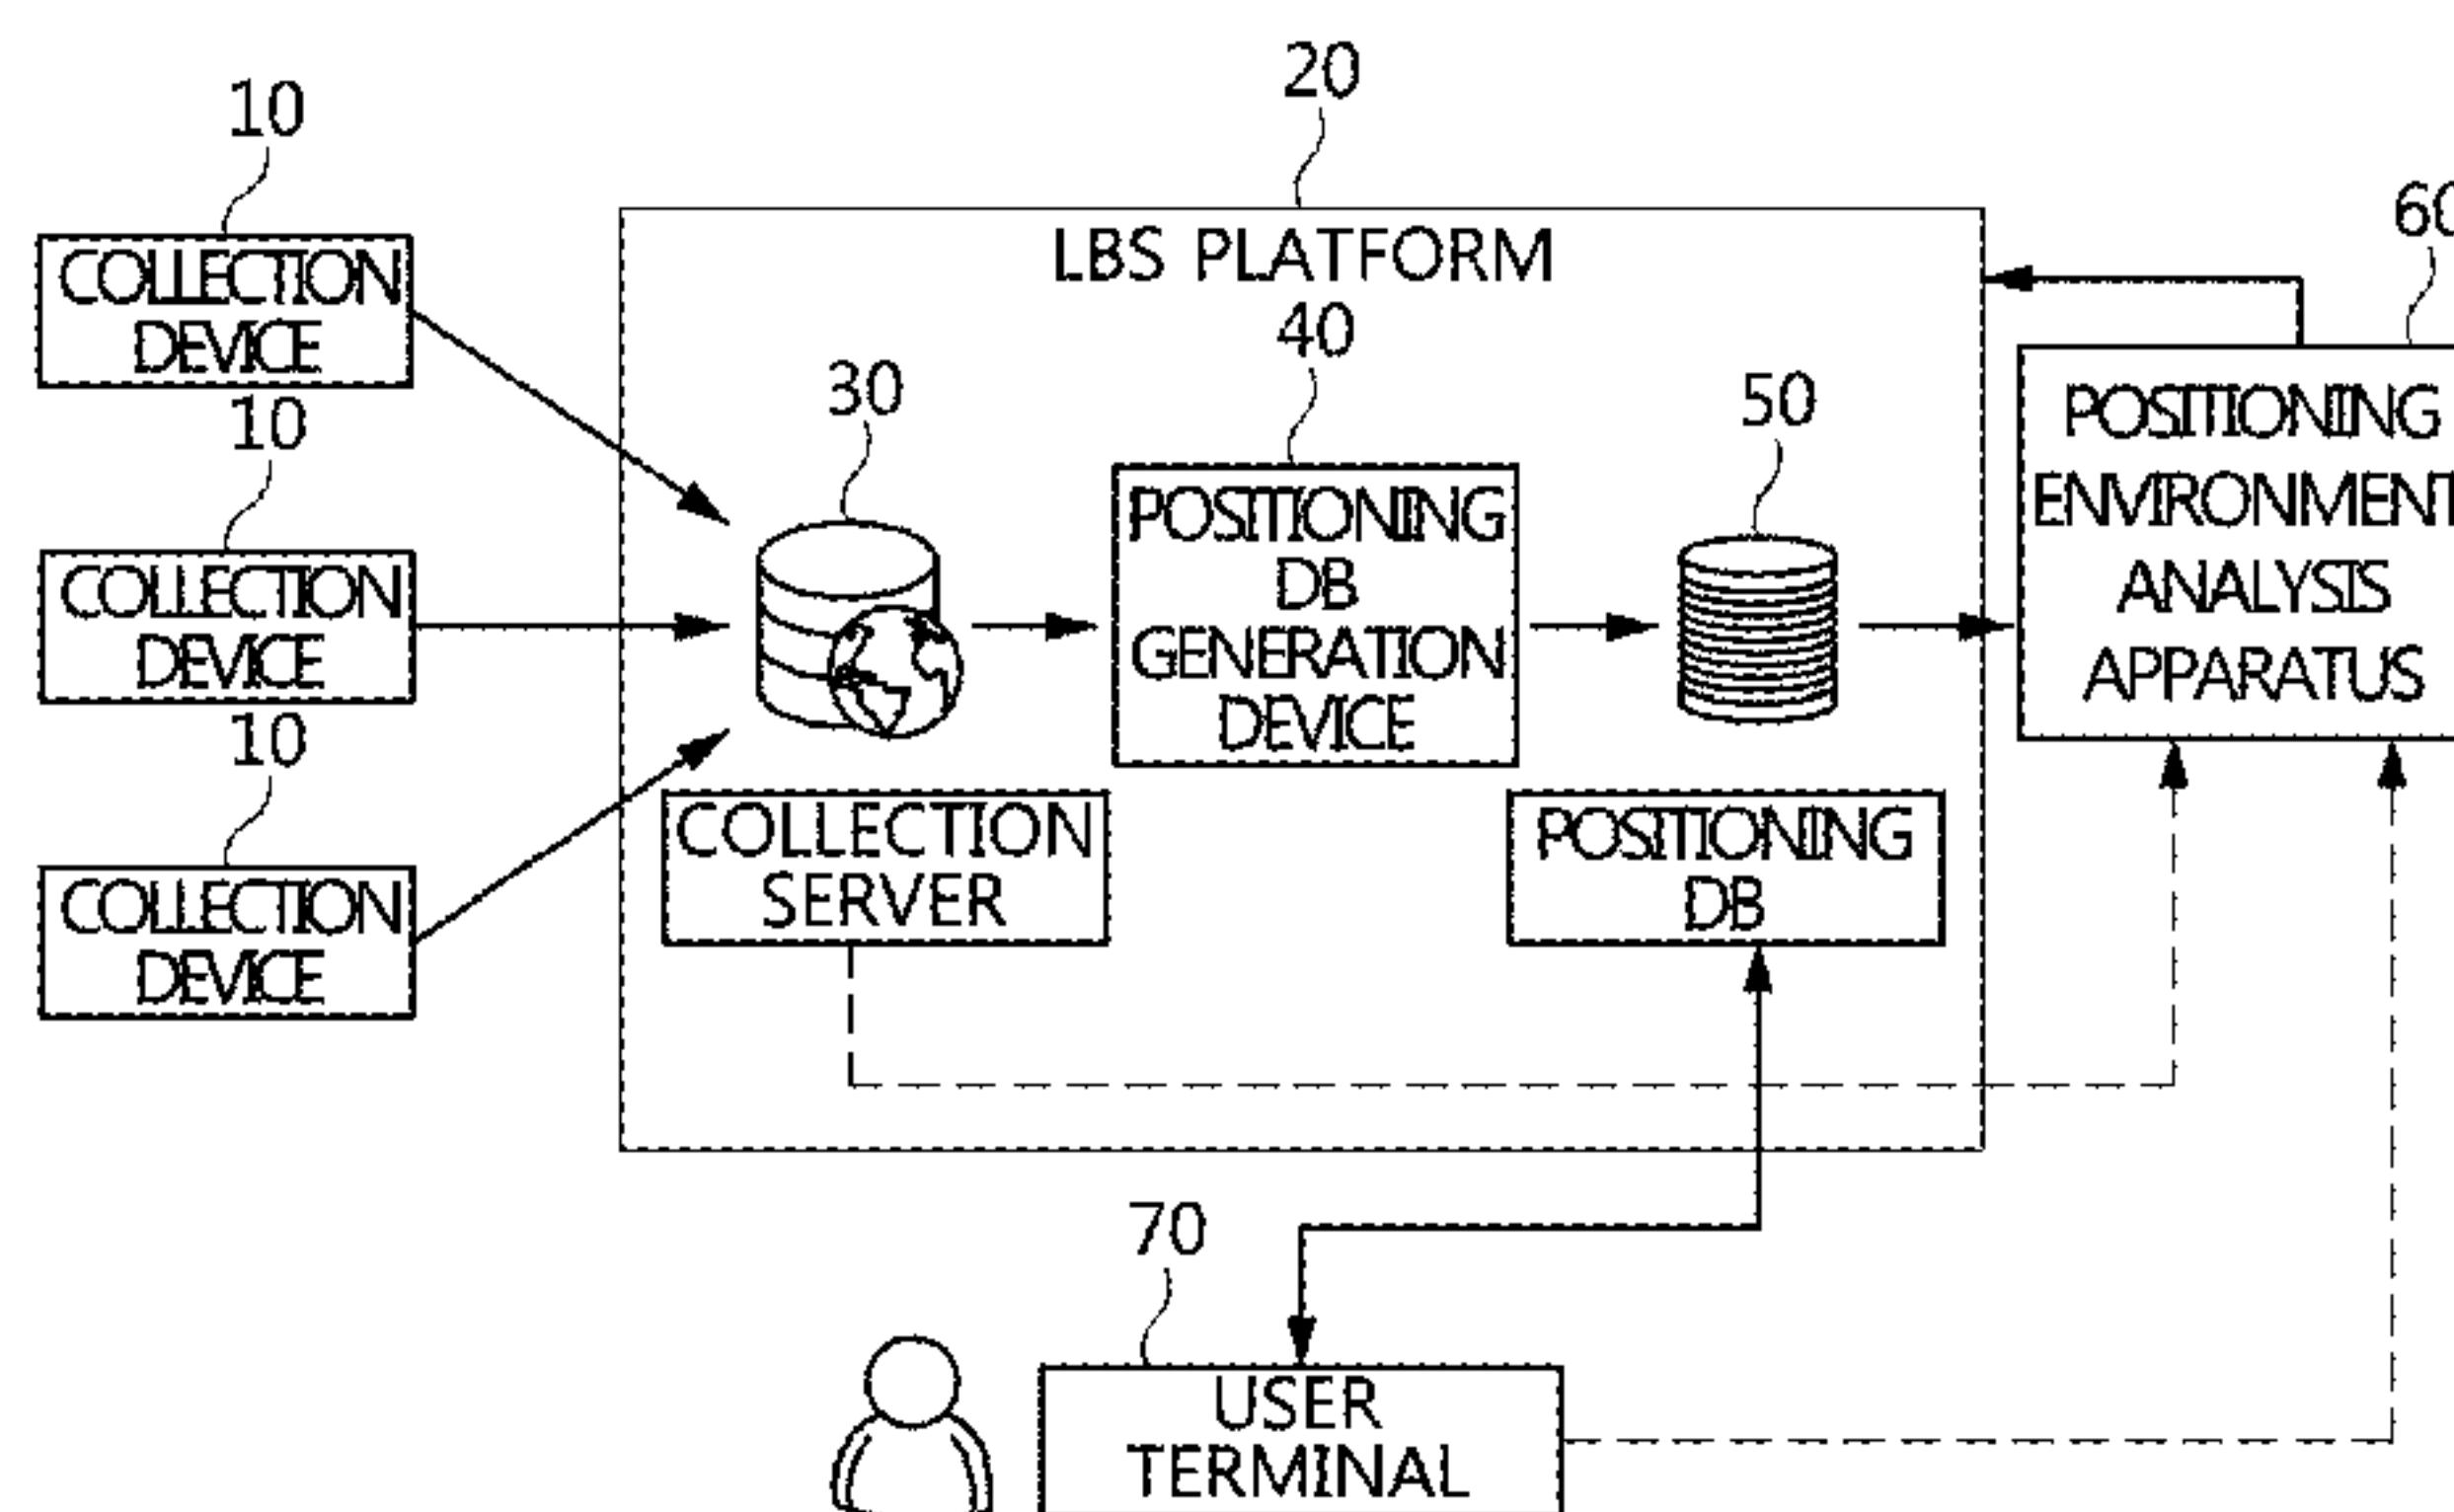 20
10
60
LBS PLATFORM
COLLECTION
DEVICE
40
30
50
10
POSITIONING
ENVIRONMENT
ANALYSIS
APPARATUS
POSITIONING
DB
GENERATION
DEVICE
COLLECTION
DEVICE
10
COLLECTION
SERVER
POSITIONING
DB
COLLECTION
DEVICE
70
USER
TERMINAL